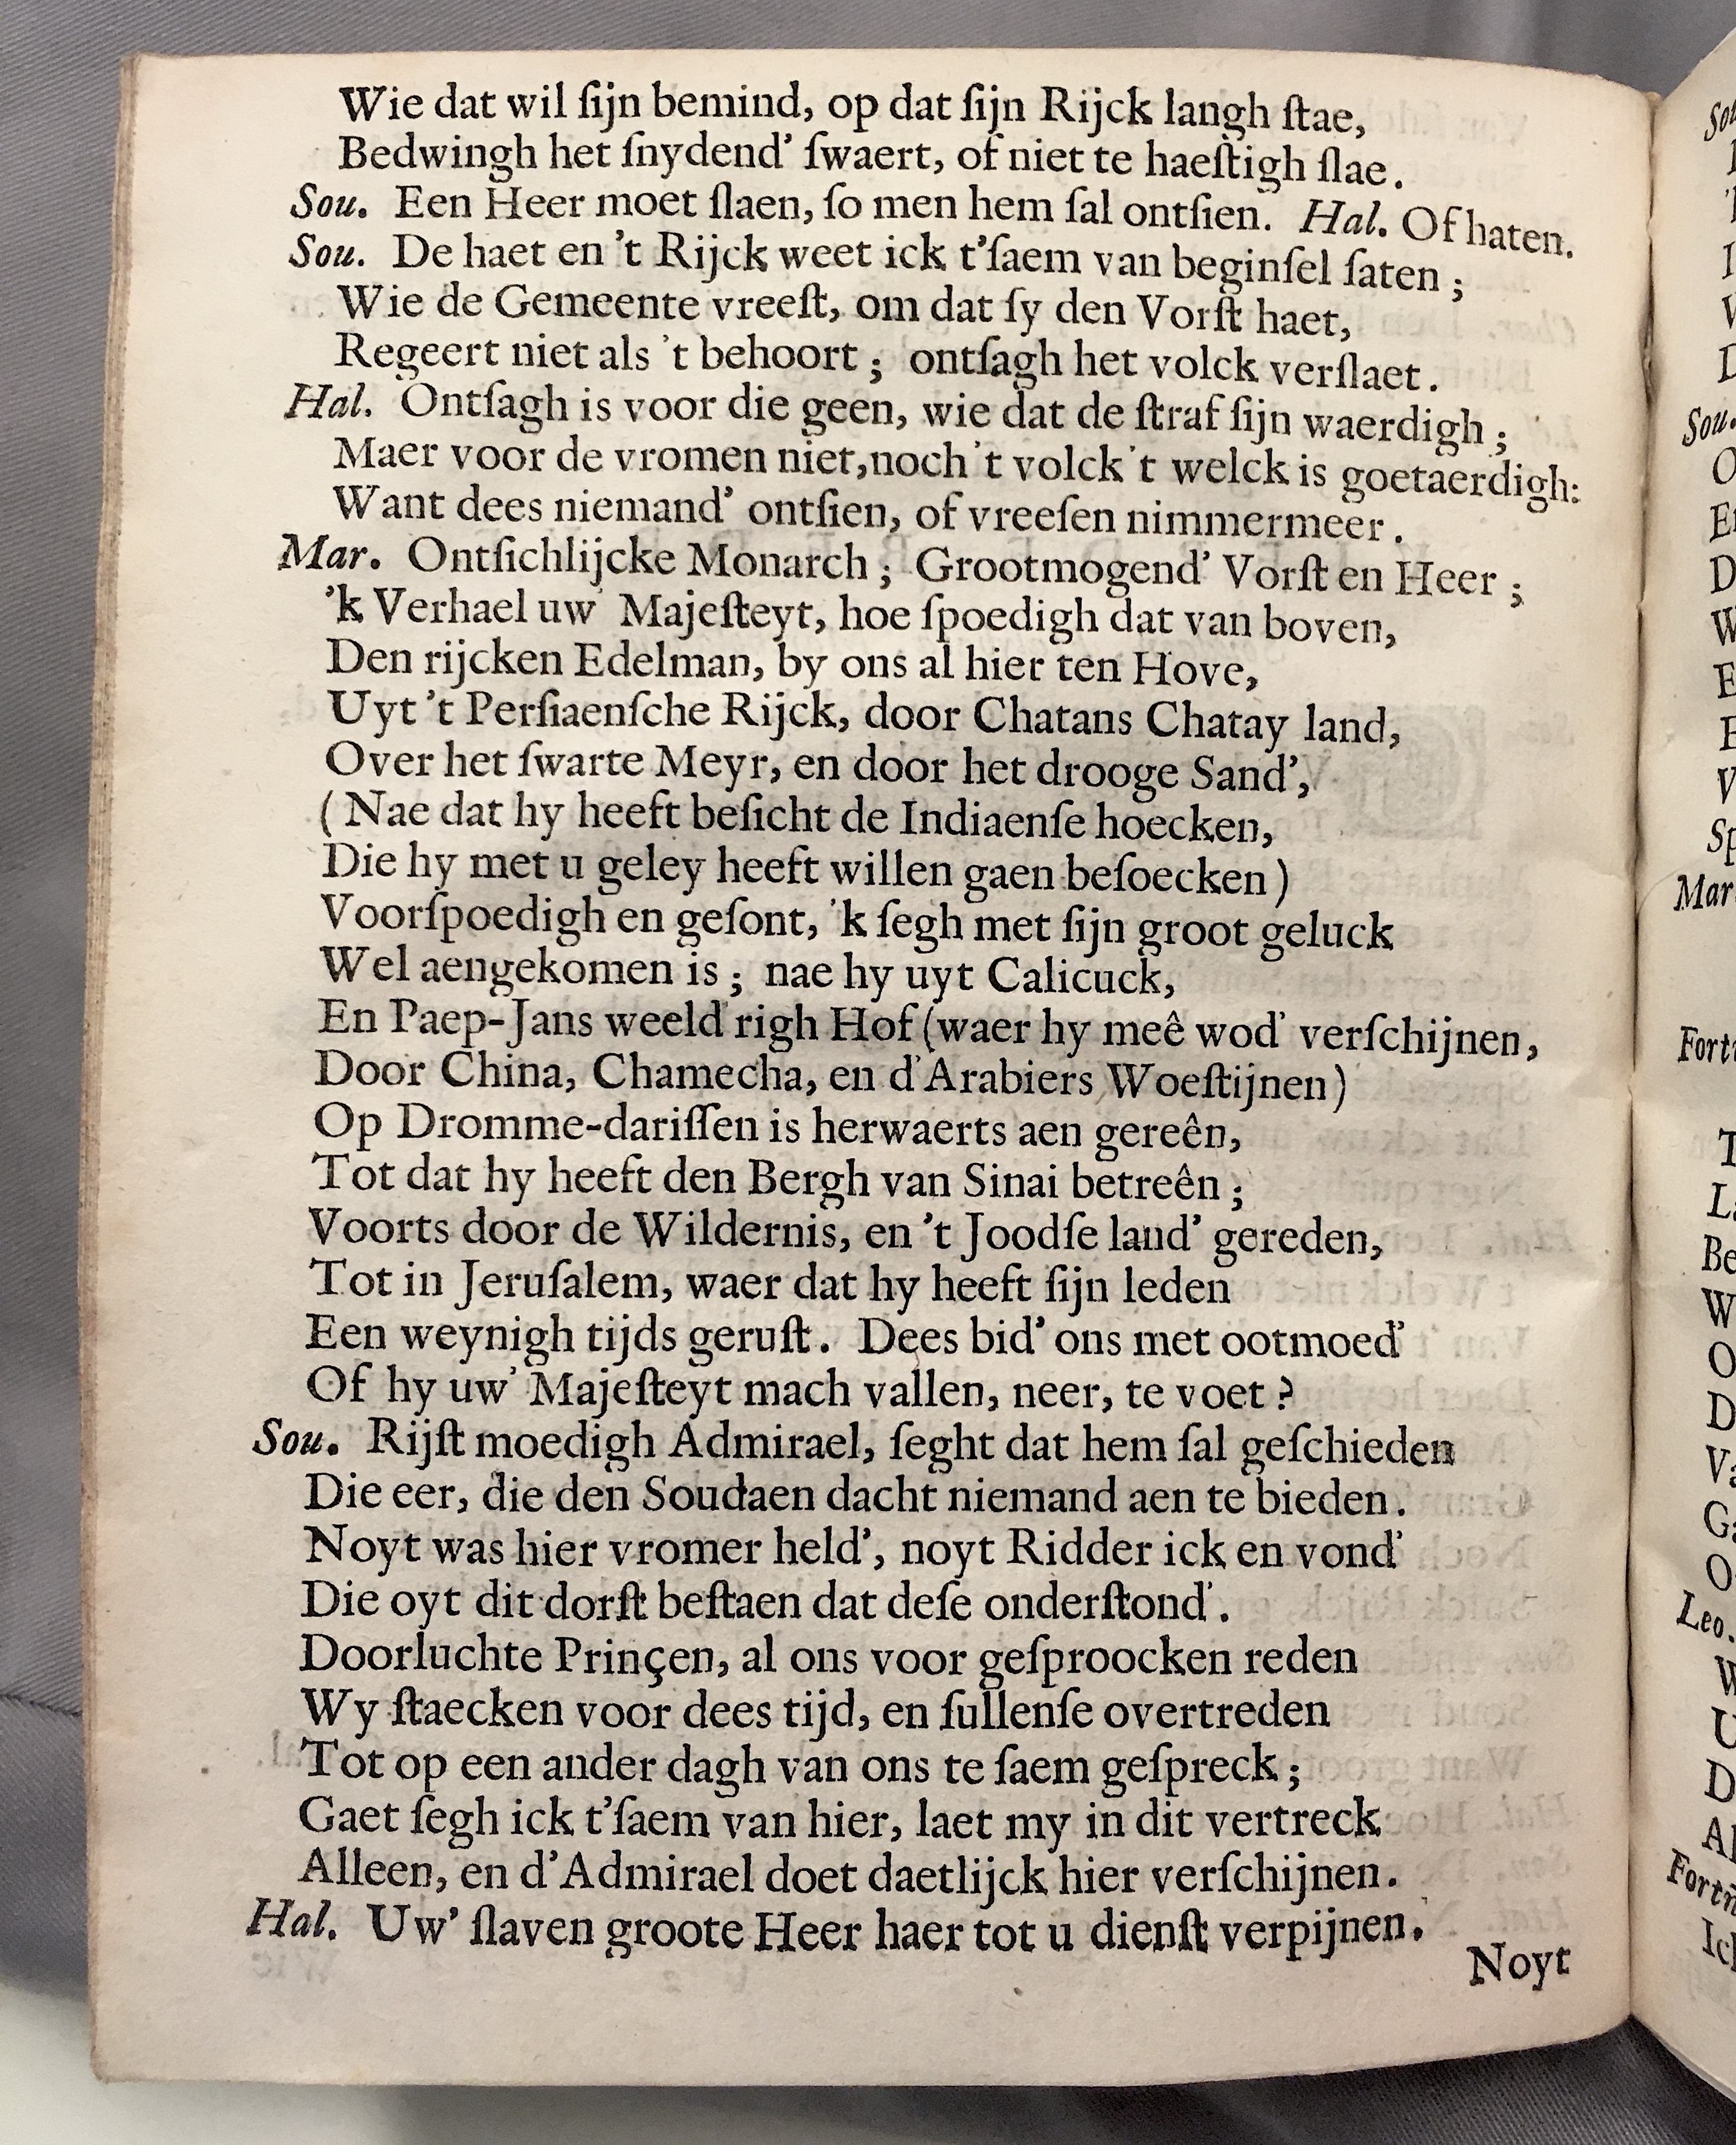 Wie dat wil ſijn bemind, op dat ſijn Rijck langh ſtae,
Bedwingh het ſnydend’ ſwaert, of niet te haeſtigh ſlae.
Sou. Een Heer moet ſlaen, ſo men hem ſal ontſien. Hal. Of haten.
Sou. De haet en ’t Rijck weet ick t’ſaem van beginſel ſaten ;
Wie de Gemeente vreeſt, om dat ſy den Vorſt haet,
Regeert niet als ’t behoort ; ontſagh het volck verſlaet.
Hal. Ontſagh is voor die geen, wie dat de ſtraf ſijn waerdigh ;
Maer voor de vromen niet, noch ’t volck ’t welck is goetaerdigh:
Want dees niemand’ ontſien, of vreeſen nimmermeer.
Mar. Ontſichlijcke Monarch ; Grootmogend’ Vorſt en Heer ;
’k Verhael uw’ Majeſteyt, hoe ſpoedigh dat van boven,
Den rijcken Edelman, by ons al hier ten Hove,
Uyt ’t Perſiaenſche Rijck, door Chatans Chatay land,
Over het ſwarte Meyr, en door het drooge Sand’,
( Nae dat hy heeft beſicht de Indiaenſe hoecken,
Die hy met u geley heeft willen gaen beſoecken )
Voorſpoedigh en geſont, ’k ſegh met ſijn groot geluck
Wel aengekomen is ; nae hy uyt Calicuck,
En Paep-Jans weeld’righ Hof (waer hy meê wod’ verſchijnen,
Door China, Chamecha, en d’Arabiers Woeſtijnen)
Op Dromme-dariſſen is herwaerts aen gereên,
Tot dat hy heeft den Bergh van Sinai betreên ;
Voorts door de Wildernis, en ’t Joodſe land’ gereden,
Tot in Jeruſalem, waer dat hy heeft ſijn leden
Een weynigh tijds geruſt. Dees bid’ ons met ootmoed’
Of hy uw’ Majeſteyt mach vallen, neer, te voet ?
Sou. Rijſt moedigh Admirael, ſeght dat hem ſal geſchieden
Die eer, die den Soudaen dacht niemand aen te bieden.
Noyt was hier vromer held’, noyt Ridder ick en vond’
Die oyt dit dorſt beſtaen dat deſe onderſtond’.
Doorluchte Prinçen, al ons voor geſproocken reden
Wy ſtaecken voor dees tijd, en ſullenſe overtreden
Tot op een ander dagh van ons te ſaem geſpreck ;
Gaet ſegh ick t’ſaem van hier, laet my in dit vertreck
Alleen, en d’Admirael doet daetlijck hier verſchijnen.
Hal. Uw’ ſlaven groote Heer haer tot u dienſt verpijnen.
Noyt